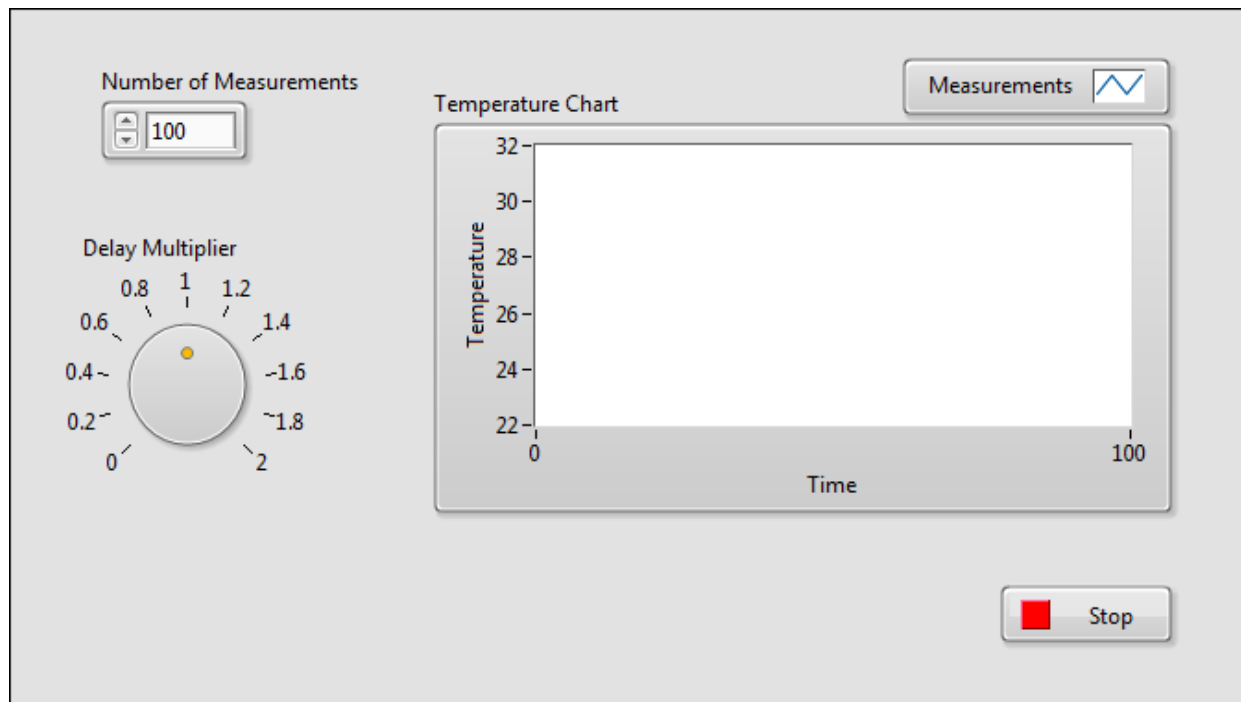 Number of Measurements
100
Temperature Chart
Measurements
32
30
28
26
24
22
Temperature
0
100
Time
Delay Multiplier
0
0.2
0.4
0.6
0.8
1
1.2
1.4
1.6
1.8
2
Stop